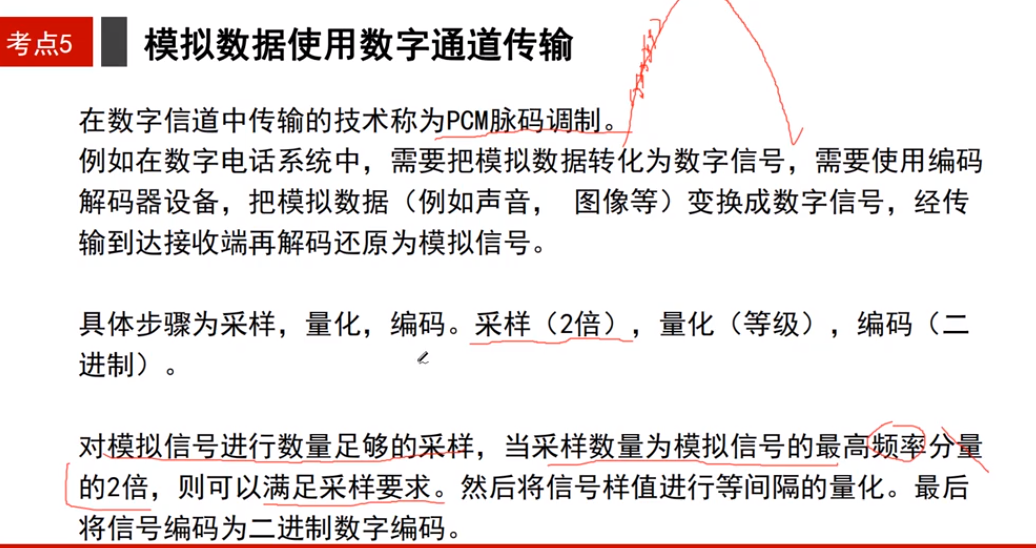 考点5
模拟数据使用数字通道传输
在数字信道中传输的技术称为PCM脉码调制。
例如在数字电话系统中，需要把模拟数据转化为数字信号，需要使用编码
解码器设备，把模拟数据（例如声音， 图像等）变换成数字信号，经传
输到达接收端再解码还原为模拟信号。
具体步骤为采样，量化，编码。采样（2倍），量化（等级），编码（二
进制）。
对模拟信号进行数量足够的采样，当采样数量为模拟信号的最高频率分量
的2倍，则可以满足采样要求。然后将信号样值进行等间隔的量化。最后
将信号编码为二进制数字编码。